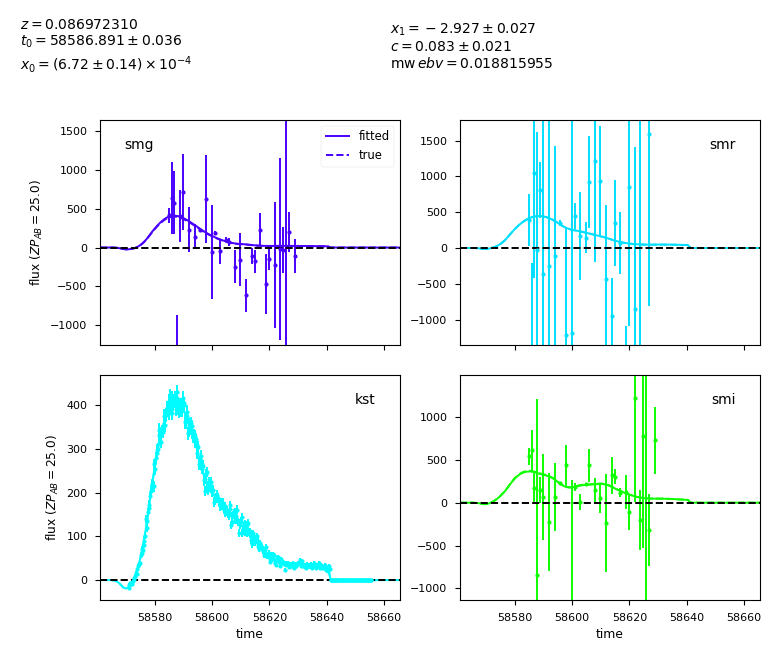 z = 0.086972310
t₀ = 58586.891 ± 0.036
x₀ = (6.72 ± 0.14) × 10⁻⁴
x₁ = −2.927 ± 0.027
c = 0.083 ± 0.021
mw ebv = 0.018815955
1500
1000
500
0
−500
−1000
flux (ZP_AB = 25.0)
smg
fitted
true
1500
1000
500
0
−500
−1000
smr
400
300
200
100
0
flux (ZP_AB = 25.0)
kst
58580 58600 58620 58640 58660
time
1000
500
0
−500
−1000
smi
58580 58600 58620 58640 58660
time